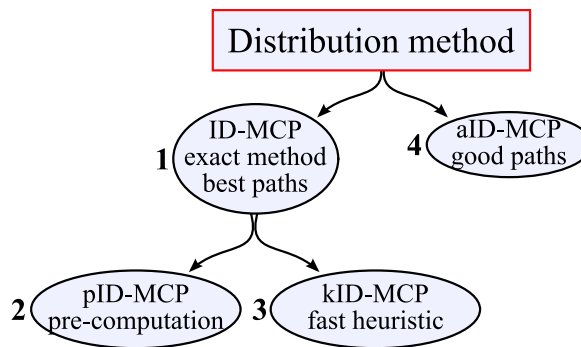 Distribution method
1
ID-MCP
exact method
best paths
4
aID-MCP
good paths
2
pID-MCP
pre-computation
3
kID-MCP
fast heuristic